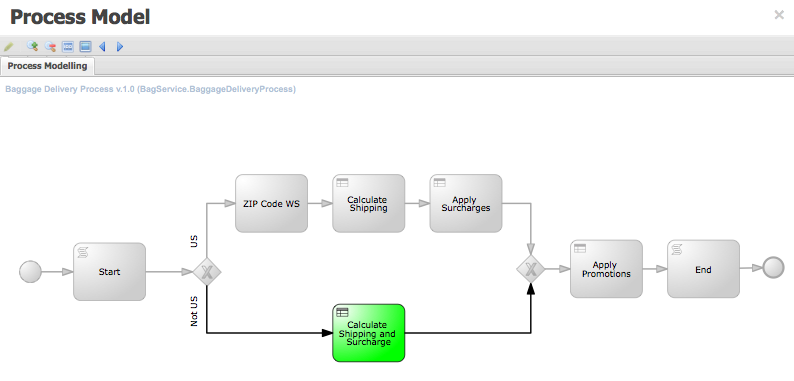 Process Model
Process Modelling
Baggage Delivery Process v.1.0 (BagService.BaggageDeliveryProcess)
Start
US
Not US
ZIP Code WS
Calculate
Shipping
Apply
Surcharges
Calculate
Shipping and
Surcharge
Apply
Promotions
End